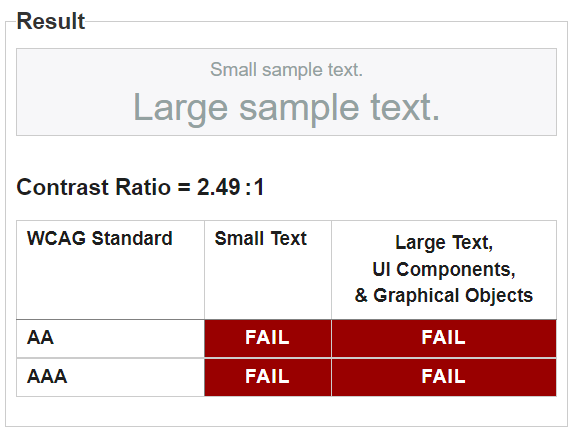 Result
Small sample text.
Large sample text.
Contrast Ratio = 2.49:1
WCAG Standard
Small Text
Large Text,
UI Components,
& Graphical Objects
AA
FAIL
FAIL
AAA
FAIL
FAIL